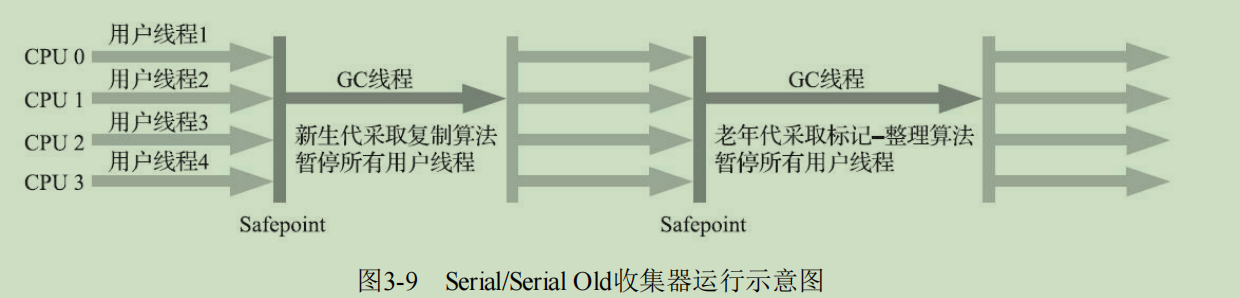 CPU 0
用户线程1
CPU 1
用户线程2
CPU 2
用户线程3
CPU 3
用户线程4
Safepoint
GC线程
新生代采取复制算法
暂停所有用户线程
Safepoint
GC线程
老年代采取标记–整理算法
暂停所有用户线程
图3-9 Serial/Serial Old收集器运行示意图